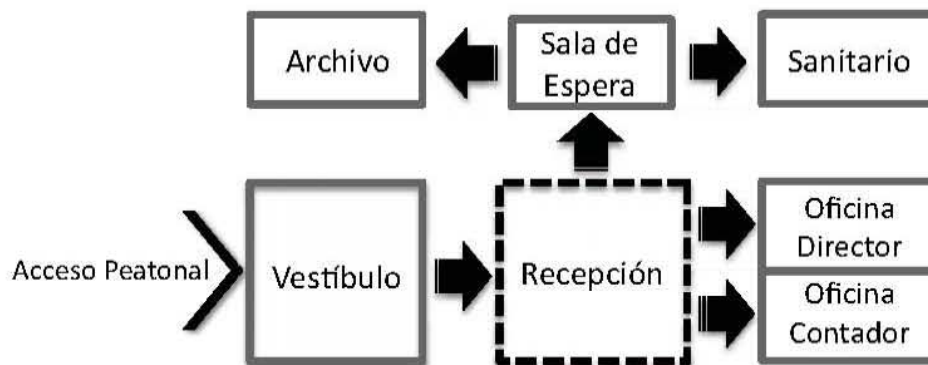 Archivo
Sala de
Espera
Sanitario
Acceso Peatonal
Vestíbulo
Recepción
Oficina
Director
Oficina
Contador